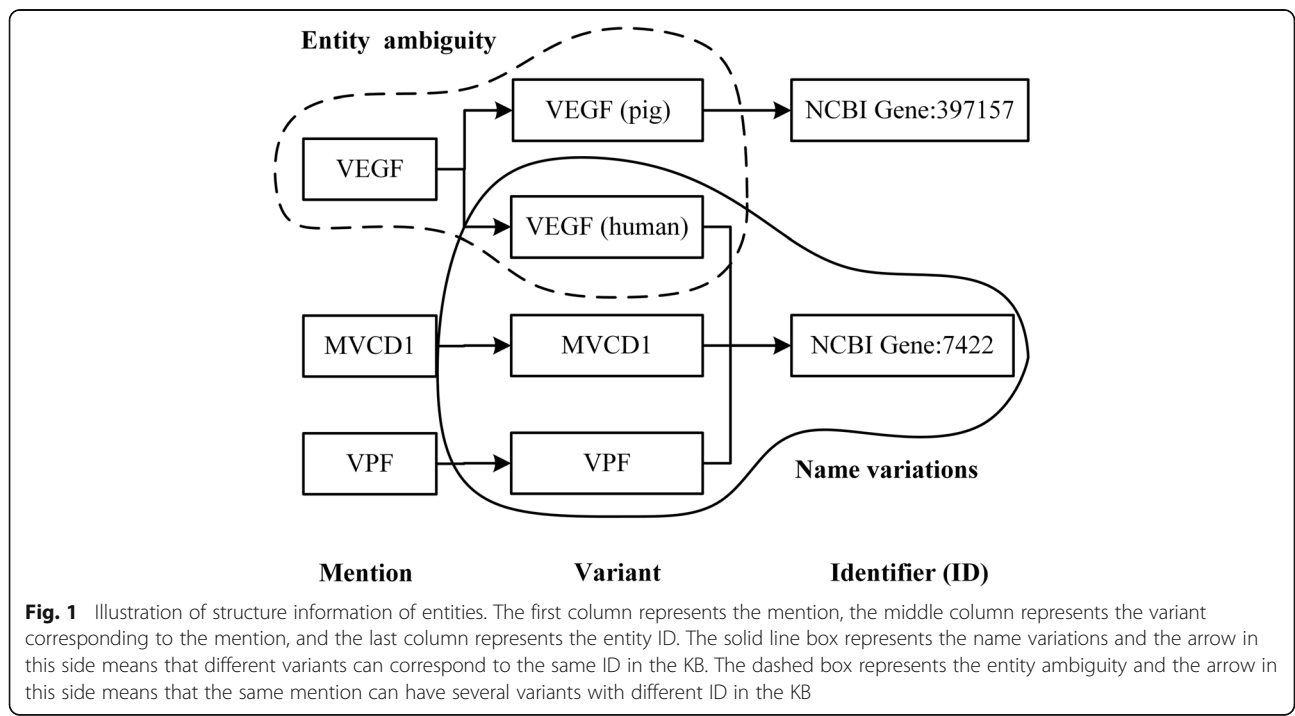 Entity ambiguity
VEGF (pig)
NCBI Gene:397157
VEGF
VEGF (human)
MVCD1
MVCD1
NCBI Gene:7422
VPF
VPF
Name variations
Mention
Variant
Identifier (ID)
Fig. 1 Illustration of structure information of entities. The first column represents the mention, the middle column represents the variant
corresponding to the mention, and the last column represents the entity ID. The solid line box represents the name variations and the arrow in
this side means that different variants can correspond to the same ID in the KB. The dashed box represents the entity ambiguity and the arrow in
this side means that the same mention can have several variants with different ID in the KB